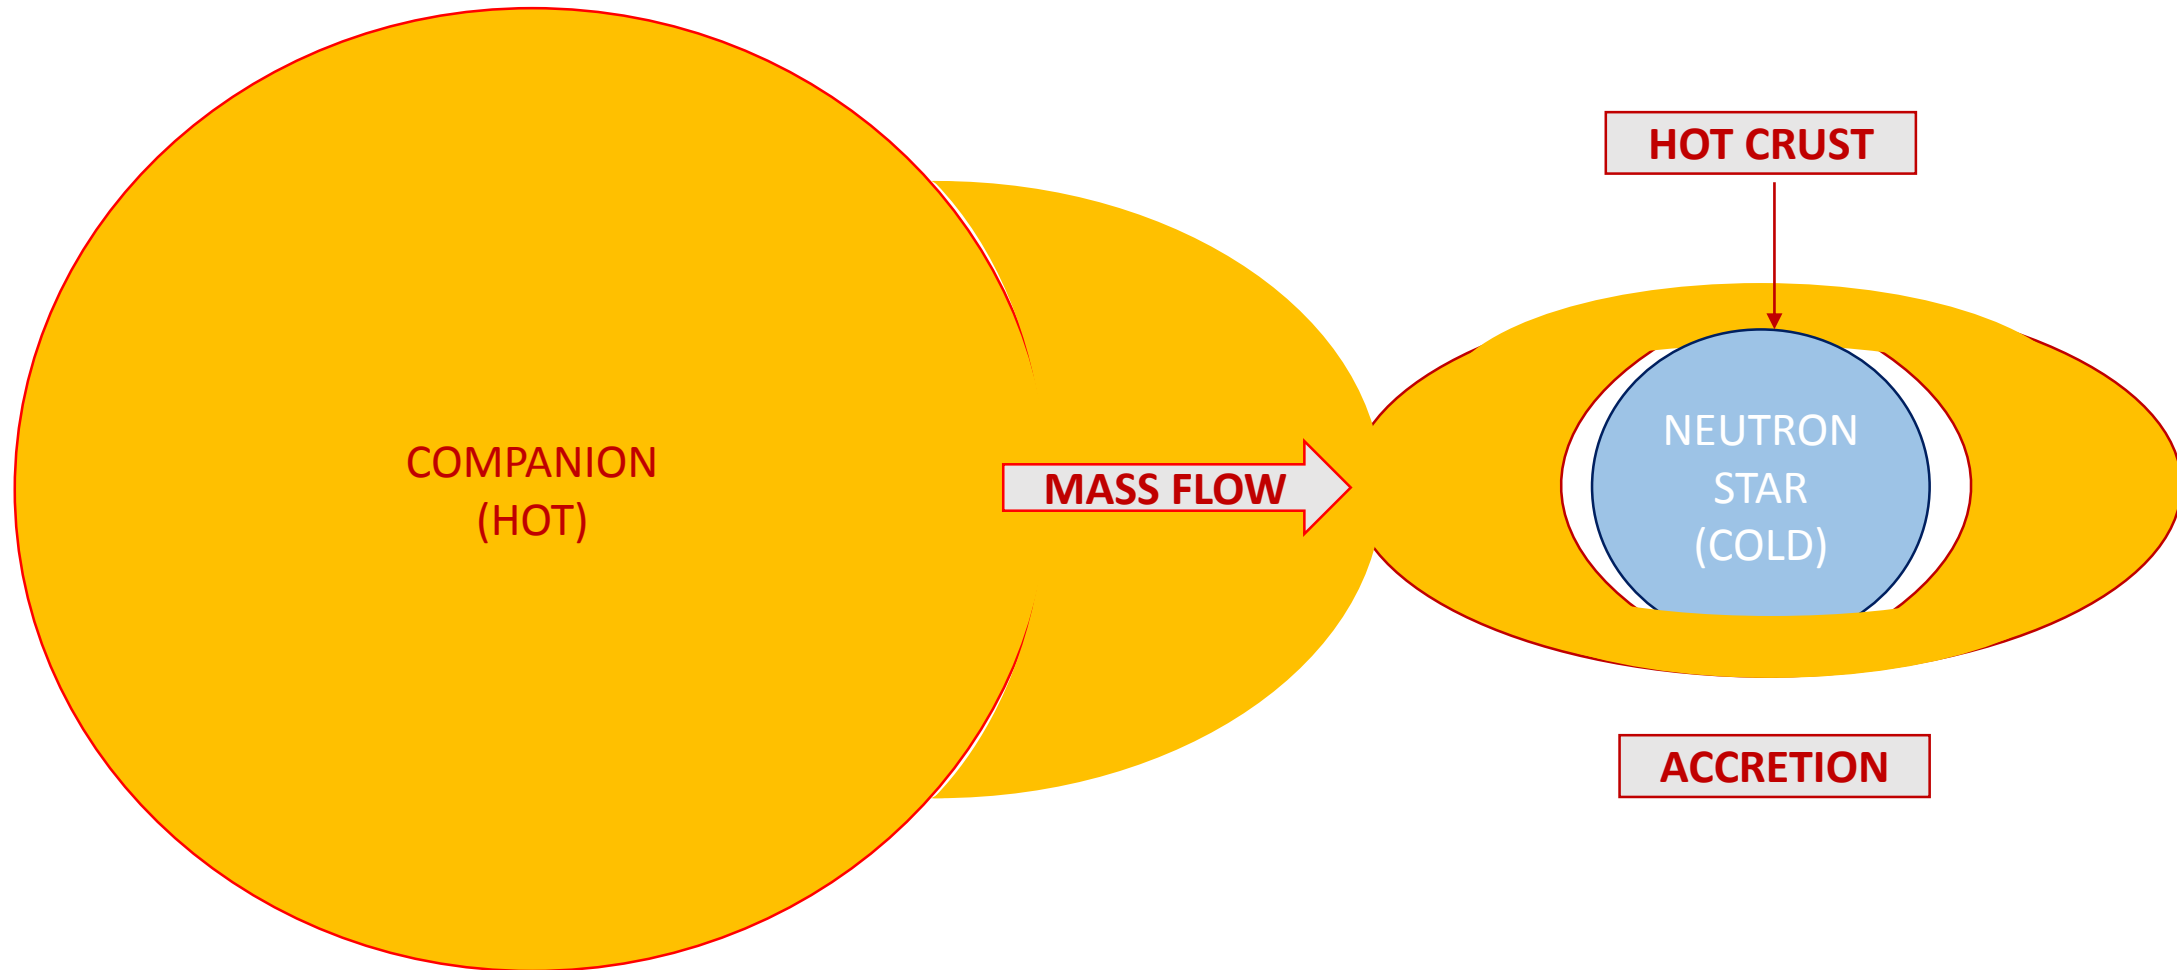 COMPANION
(HOT)
MASS FLOW
HOT CRUST
NEUTRON
STAR
(COLD)
ACCRETION